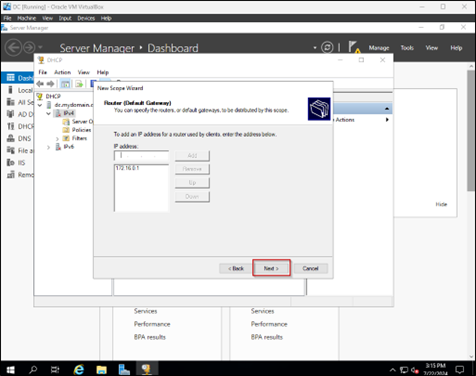 DC [Running] - Oracle VM VirtualBox
File Machine View Input Devices Help
Server Manager
Server Manager • Dashboard
Manage Tools View Help
DHCP
File Action View Help
DHCP
dc.mydomain.c
IPv4
Server O
Policies
Filters
IPv6
Dashb
Local
All Se
AD D
DHCP
DNS
File a
IIS
Remo
New Scope Wizard
Router (Default Gateway)
You can specify the routers, or default gateways, to be distributed by this scope.
To add an IP address for a router used by clients, enter the address below.
IP address:
Add
172.16.0.1
Remove
Up
Down
< Back Next > Cancel
Actions
Hide
Services
Performance
BPA results
Services
Performance
BPA results
3:15 PM
7/22/2024